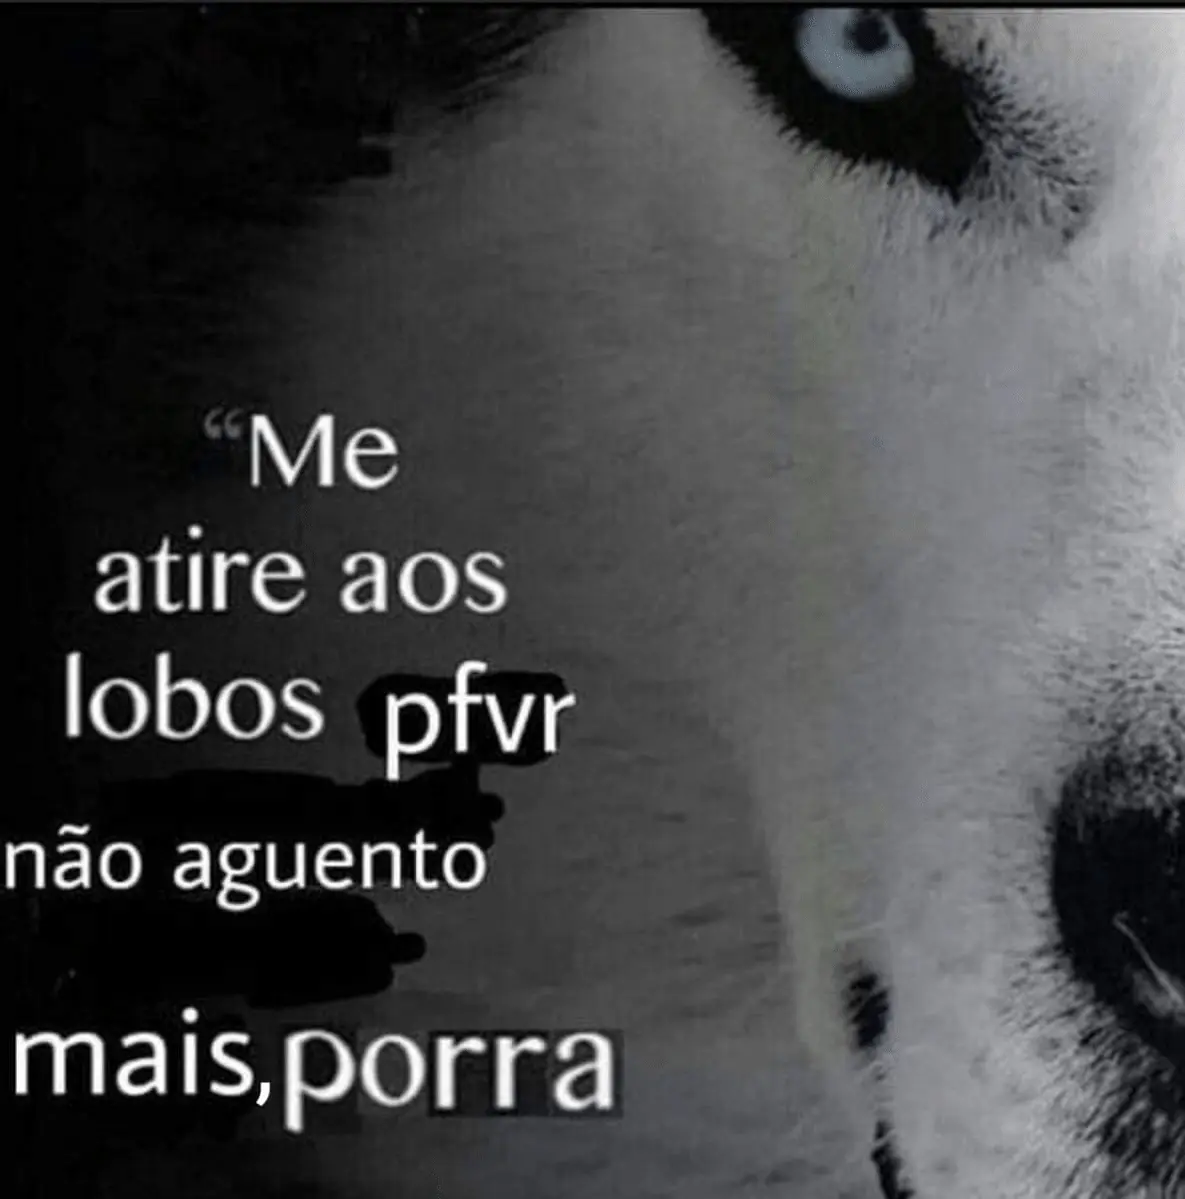 “Me
atire aos
lobos pfvr
não aguento
mais, porra